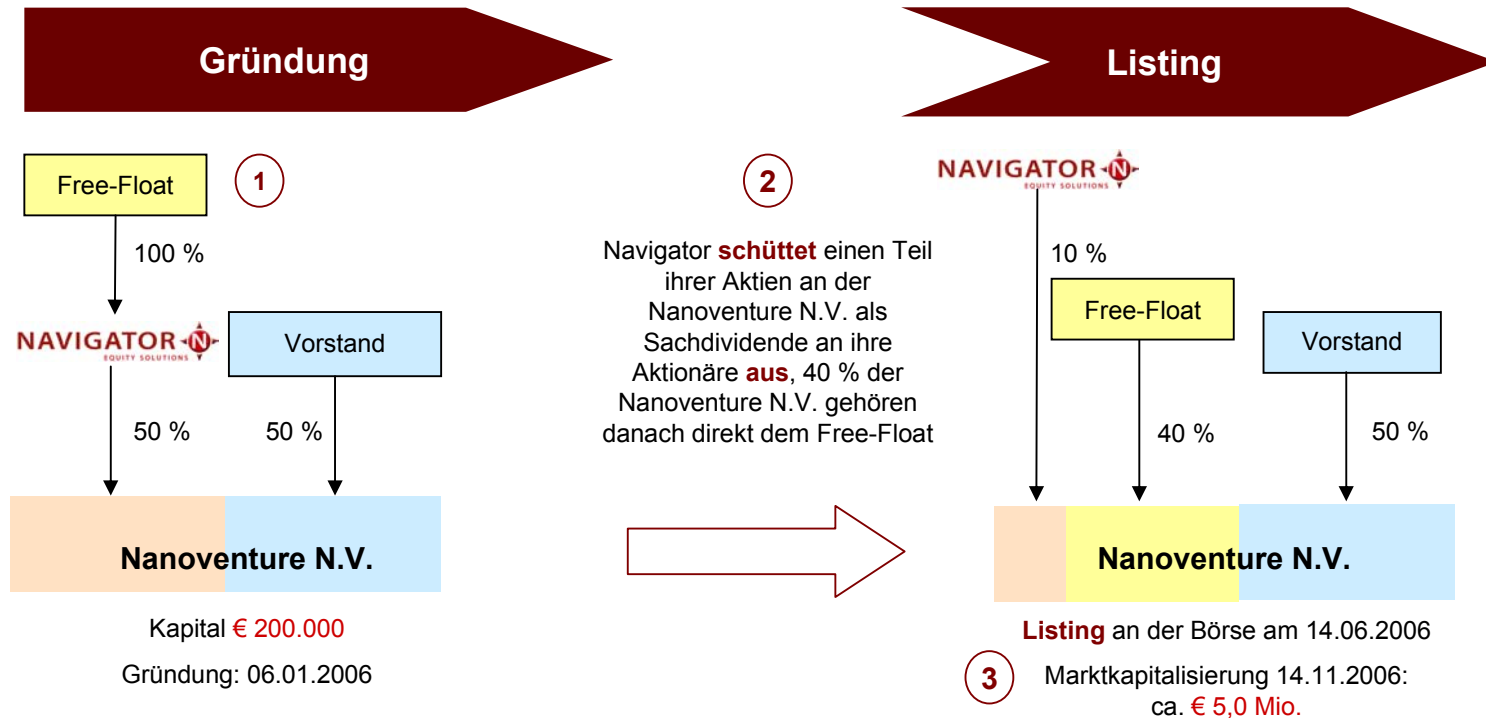 Gründung
Listing
Free-Float
1
100 %
NAVIGATOR N
EQUITY SOLUTIONS
Vorstand
50 %
50 %
Nanoventure N.V.
Kapital € 200.000
Gründung: 06.01.2006
2
Navigator schüttet einen Teil
ihrer Aktien an der
Nanoventure N.V. als
Sachdividende an ihre
Aktionäre aus, 40 % der
Nanoventure N.V. gehören
danach direkt dem Free-Float
NAVIGATOR N
EQUITY SOLUTIONS
10 %
Free-Float
Vorstand
40 %
50 %
Nanoventure N.V.
Listing an der Börse am 14.06.2006
3
Marktkapitalisierung 14.11.2006:
ca. € 5,0 Mio.